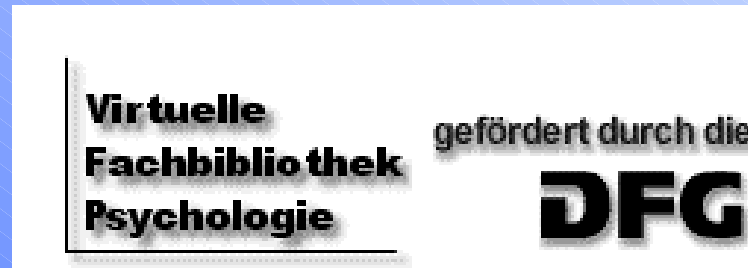 Virtuelle
Fachbibliothek
Psychologie
gefördert durch die
DFG